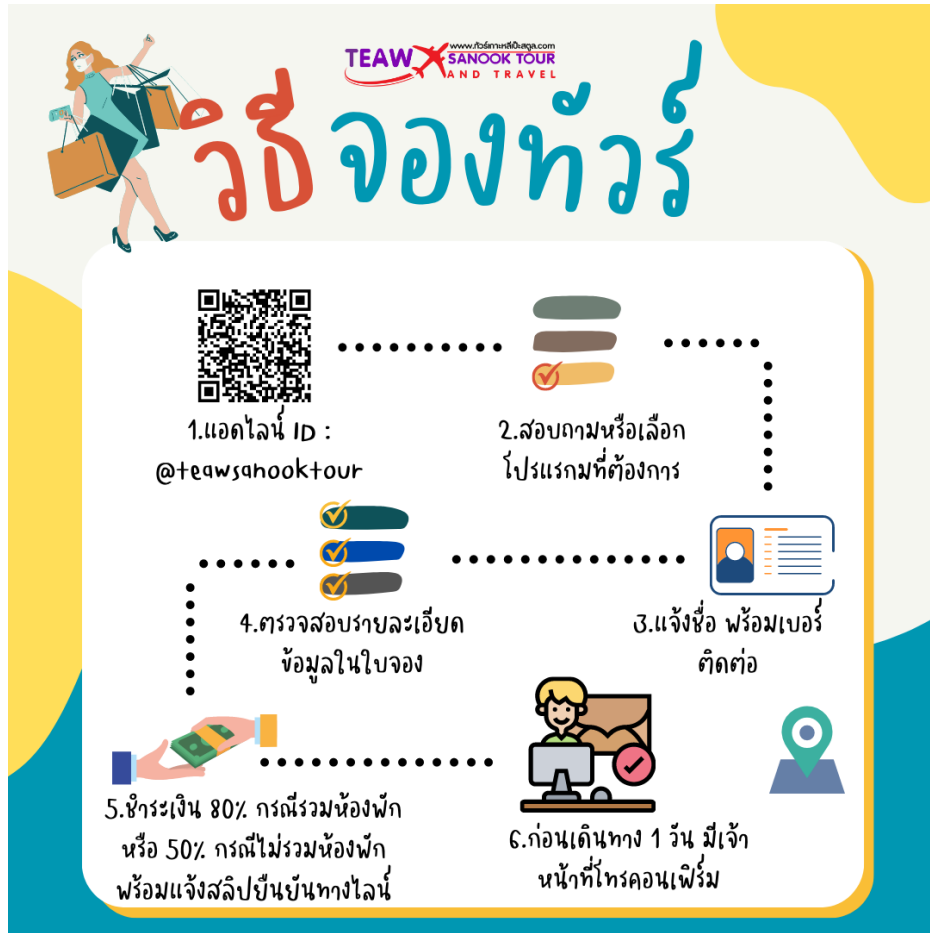 www.ทัวร์เกาะหลีเป๊ะสตูล.com
TEAW SANOOK TOUR
AND TRAVEL
วิธีจองทัวร์
1.แอดไลน์ ID :
@teawsanooktour
2.สอบถามหรือเลือก
โปรแรกมที่ต้องการ
3.แจ้งชื่อ พร้อมเบอร์
ติดต่อ
4.ตรวจสอบรายละเอียด
ข้อมูลในใบจอง
5.ชำระเงิน 80% กรณีรวมห้องพัก
หรือ 50% กรณีไม่รวมห้องพัก
พร้อมแจ้งสลิปยืนยันทางไลน์
6.ก่อนเดินทาง 1 วัน มีเจ้า
หน้าที่โทรคอนเฟิร์ม